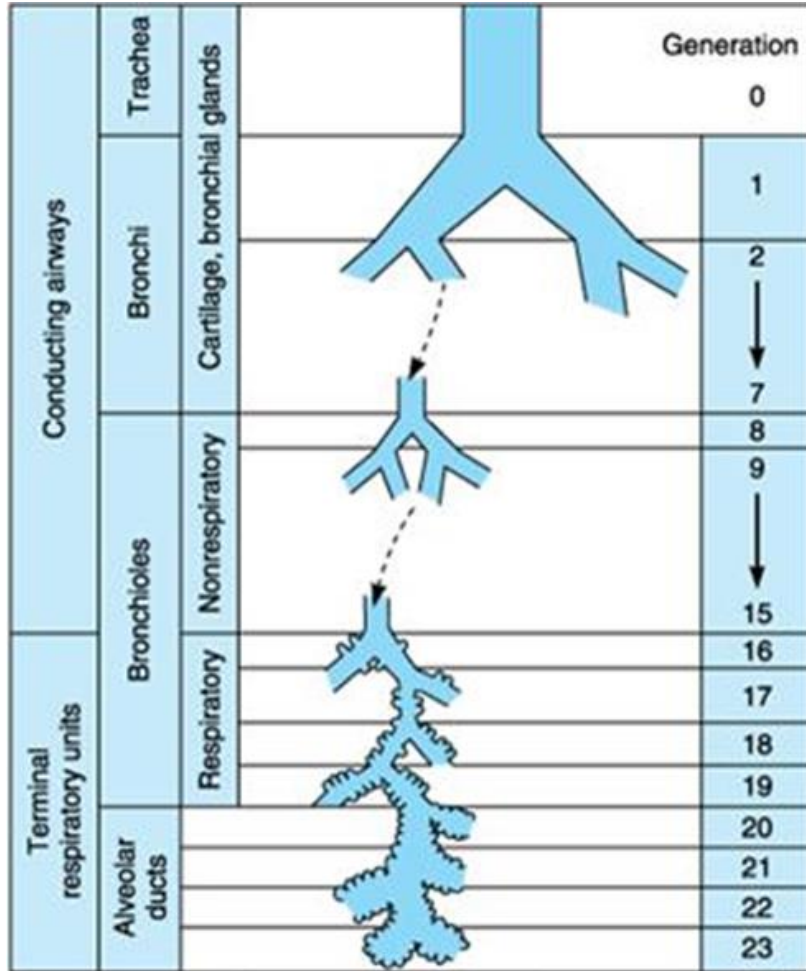 Conducting airways
Terminal
respiratory units
Trachea
Bronchi
Bronchioles
Alveolar
ducts
Cartilage, bronchial glands
Nonrespiratory
Respiratory
Generation
0
1
2
7
8
9
15
16
17
18
19
20
21
22
23